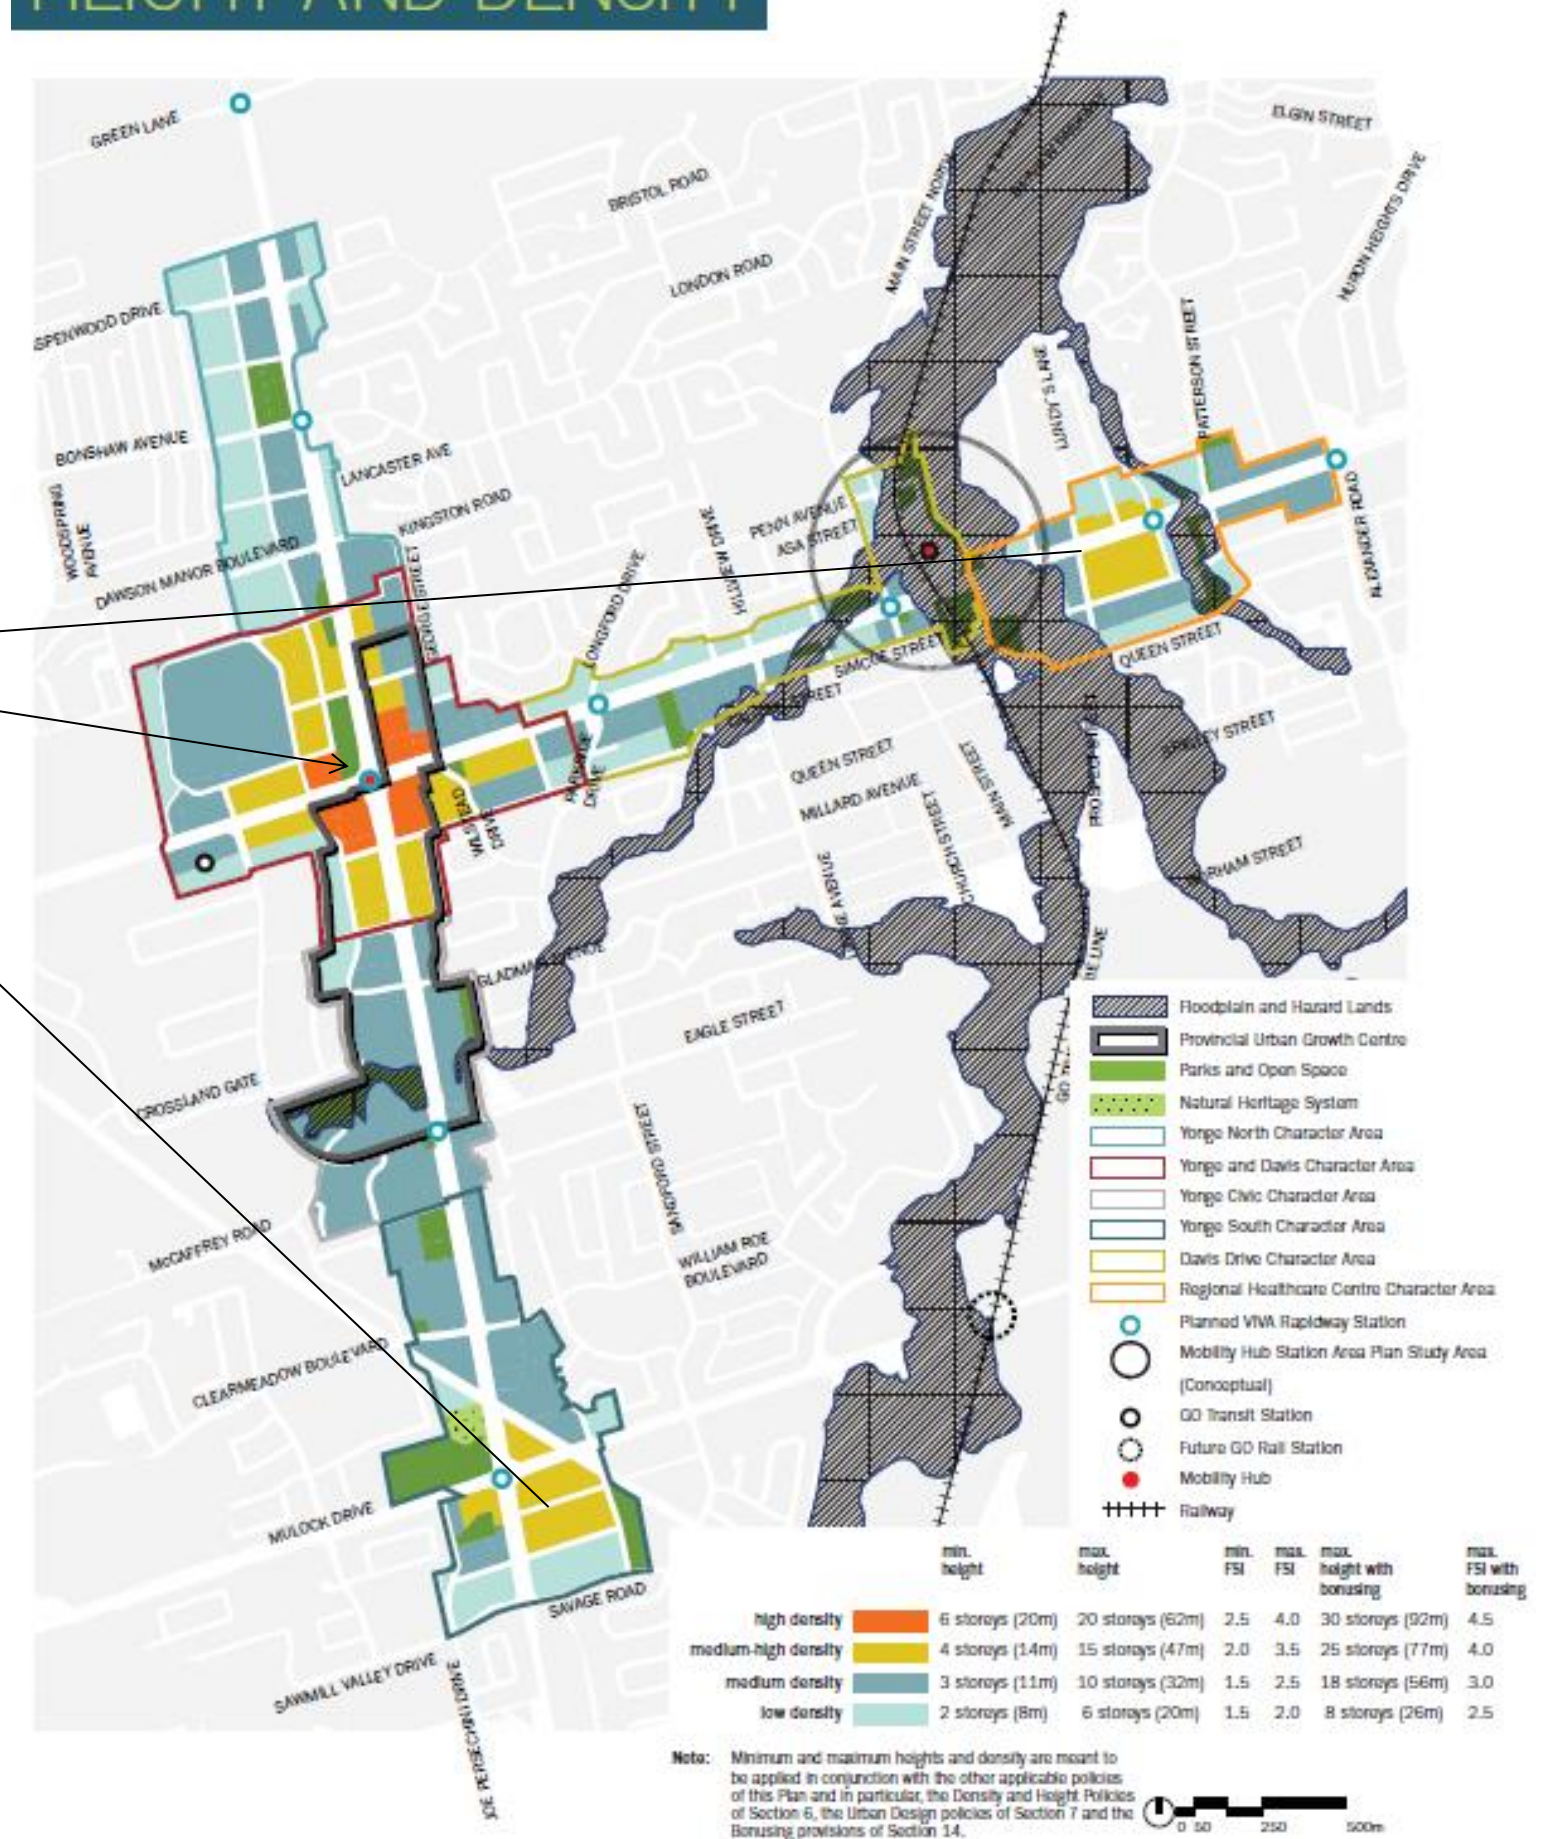 HEIGHT AND DENSITY
GREEN LANE
ELGIN STREET
BRISTOL ROAD
MAIN STREET NORTH
HURON HEIGHTS DRIVE
LONDON ROAD
SPENWOOD DRIVE
PATTERSON STREET
LUNDY'S LANE
BONSHAW AVENUE
LANCASTER AVE
WOODSPRING
AVENUE
KINGSTON ROAD
N. ALEXANDER ROAD
PENN AVENUE
ASA STREET
HILLVIEW DRIVE
DAWSON MANOR BOULEVARD
GEORGE STREET
LONGFORD DRIVE
SIMCOE STREET
QUEEN STREET
STREET
PARKSIDE
DRIVE
QUEEN STREET
MILLARD AVENUE
MAIN STREET
CHURCH STREET
PROSPECT STREET
SRIGLEY STREET
WILSTEAD
DRIVE
AVENUE
GLADMAN AVENUE
EAGLE STREET
CROSSLAND GATE
SANDFORD STREET
McCAFFREY ROAD
WILLIAM ROE
BOULEVARD
CLEARMEADOW BOULEVARD
MULOCK DRIVE
SAVAGE ROAD
SAWMILL VALLEY DRIVE
JOE PERSECHINI DRIVE
Floodplain and Hazard Lands
Provincial Urban Growth Centre
Parks and Open Space
Natural Heritage System
Yonge North Character Area
Yonge and Davis Character Area
Yonge Civic Character Area
Yonge South Character Area
Davis Drive Character Area
Regional Healthcare Centre Character Area
Planned VIVA Rapidway Station
Mobility Hub Station Area Plan Study Area
(Conceptual)
GO Transit Station
Future GO Rail Station
Mobility Hub
Railway
min. height max. height min. FSI max. FSI max. height with bonusing max. FSI with bonusing
high density 6 storeys (20m) 20 storeys (62m) 2.5 4.0 30 storeys (92m) 4.5
medium-high density 4 storeys (14m) 15 storeys (47m) 2.0 3.5 25 storeys (77m) 4.0
medium density 3 storeys (11m) 10 storeys (32m) 1.5 2.5 18 storeys (56m) 3.0
low density 2 storeys (8m) 6 storeys (20m) 1.5 2.0 8 storeys (26m) 2.5
Note: Minimum and maximum heights and density are meant to
be applied in conjunction with the other applicable policies
of this Plan and in particular, the Density and Height Policies
of Section 6, the Urban Design policies of Section 7 and the
Bonusing provisions of Section 14.
0 50 250 500m